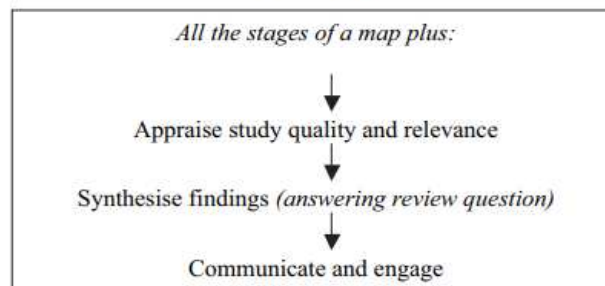 All the stages of a map plus:
Appraise study quality and relevance
Synthesise findings (answering review question)
Communicate and engage